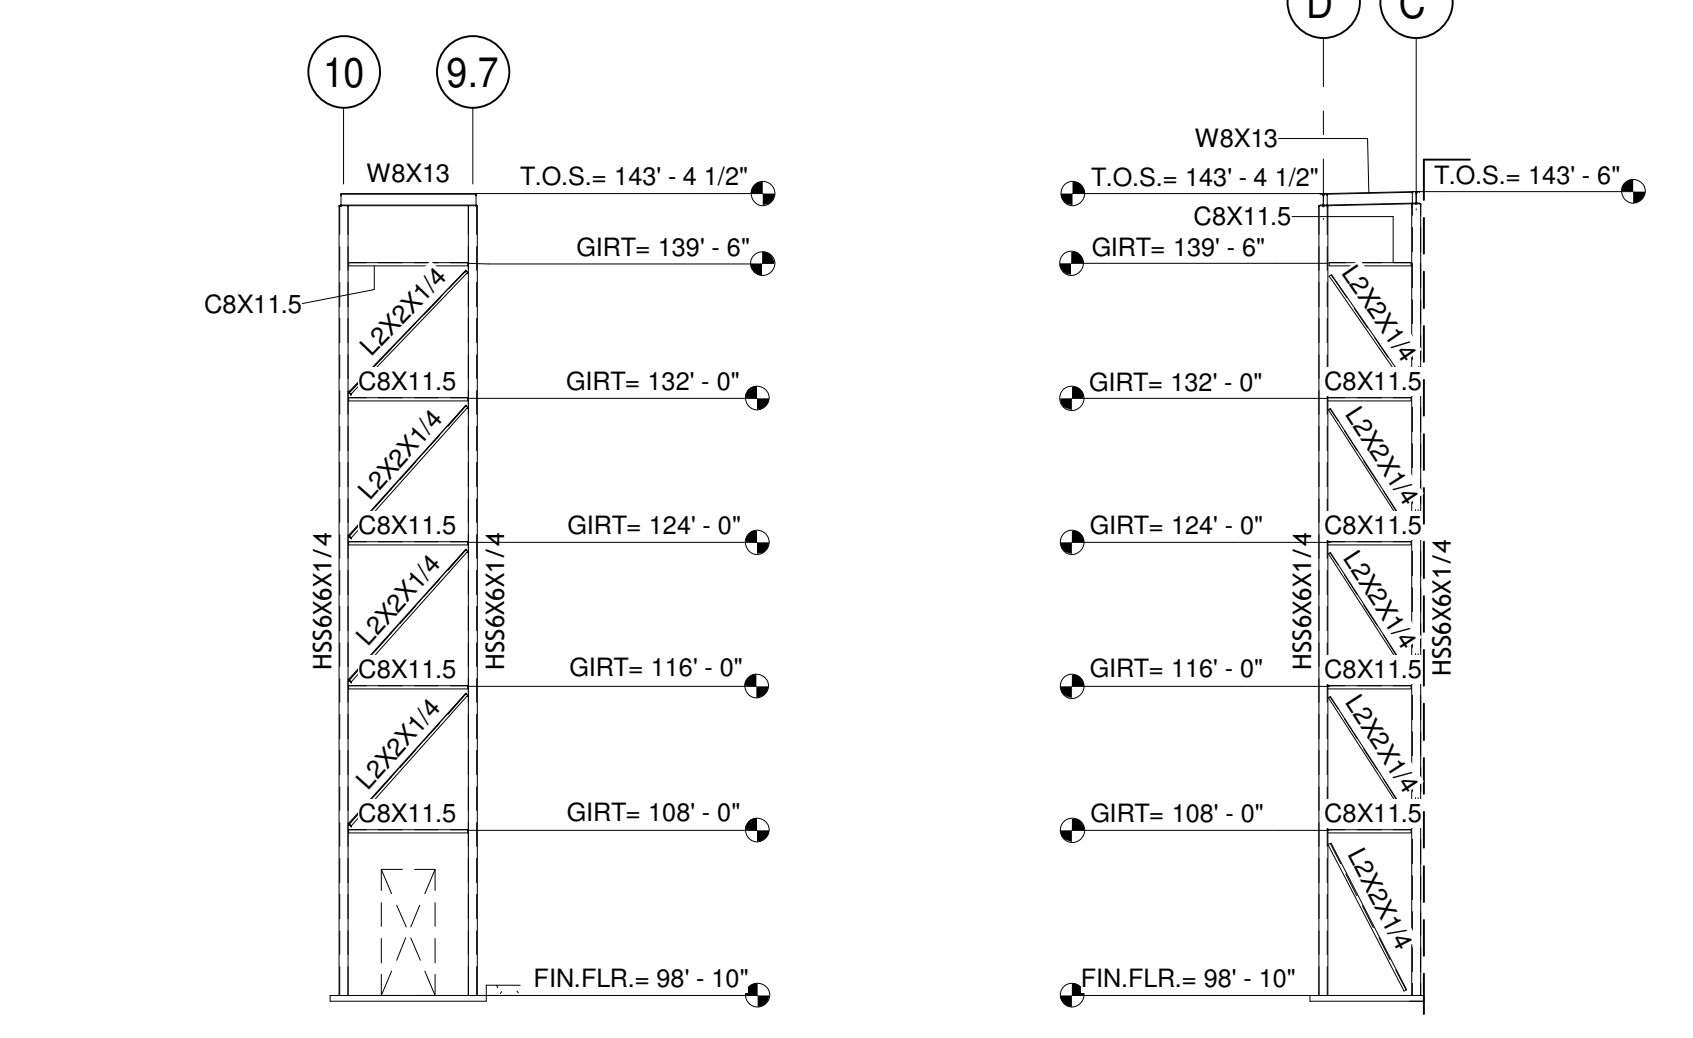 D C
10 9.7
W8X13
W8X13
T.O.S.= 143' - 4 1/2"
T.O.S.= 143' - 4 1/2"
T.O.S.= 143' - 6"
C8X11.5
GIRT= 139' - 6"
GIRT= 139' - 6"
C8X11.5
L2X2X1/4
L2X2X1/4
C8X11.5
GIRT= 132' - 0"
GIRT= 132' - 0"
C8X11.5
L2X2X1/4
L2X2X1/4
C8X11.5
GIRT= 124' - 0"
GIRT= 124' - 0"
C8X11.5
HSS6X6X1/4
HSS6X6X1/4
HSS6X6X1/4
HSS6X6X1/4
L2X2X1/4
L2X2X1/4
C8X11.5
GIRT= 116' - 0"
GIRT= 116' - 0"
C8X11.5
L2X2X1/4
L2X2X1/4
C8X11.5
GIRT= 108' - 0"
GIRT= 108' - 0"
C8X11.5
L2X2X1/4
FIN.FLR.= 98' - 10"
FIN.FLR.= 98' - 10"